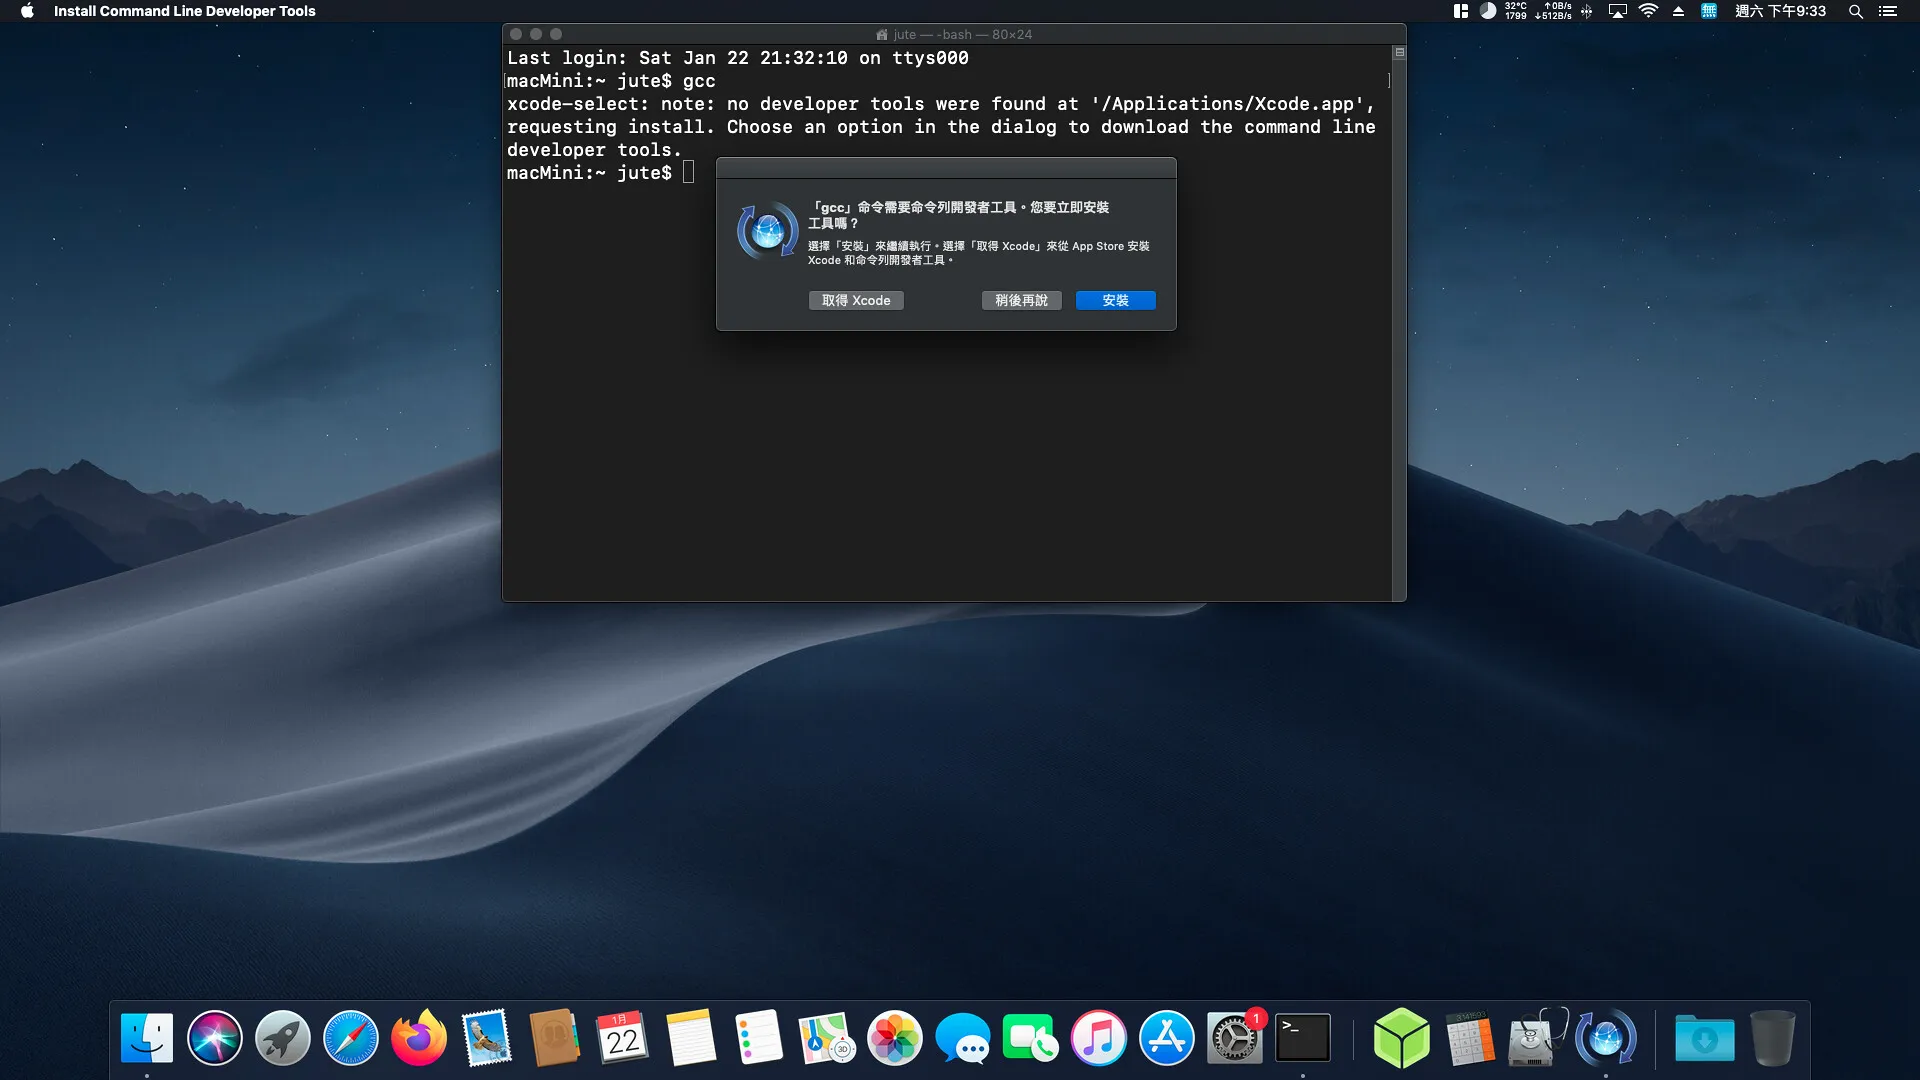 Install Command Line Developer Tools
32°C
1799
↑0B/s
↓512B/s
無
週六 下午9:33
jute — -bash — 80×24
Last login: Sat Jan 22 21:32:10 on ttys000
[macMini:~ jute$ gcc ]
xcode-select: note: no developer tools were found at '/Applications/Xcode.app',
requesting install. Choose an option in the dialog to download the command line
developer tools.
macMini:~ jute$
「gcc」命令需要命令列開發者工具。您要立即安裝
工具嗎？
選擇「安裝」來繼續執行。選擇「取得 Xcode」來從 App Store 安裝
Xcode 和命令列開發者工具。
取得 Xcode
稍後再說
安裝
1月
22
3D
1
>_